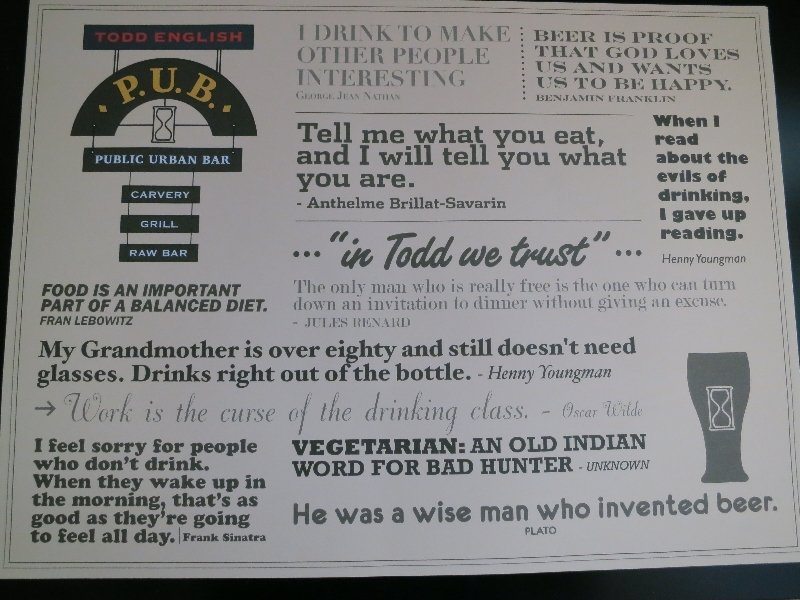 TODD ENGLISH
P.U.B.
PUBLIC URBAN BAR
CARVERY
GRILL
RAW BAR
I DRINK TO MAKE
OTHER PEOPLE
INTERESTING
GEORGE JEAN NATHAN
BEER IS PROOF
THAT GOD LOVES
US AND WANTS
US TO BE HAPPY.
BENJAMIN FRANKLIN
Tell me what you eat,
and I will tell you what
you are.
- Anthelme Brillat-Savarin
When I
read
about the
evils of
drinking,
I gave up
reading.
Henny Youngman
... "in Todd we trust" ...
FOOD IS AN IMPORTANT
PART OF A BALANCED DIET.
FRAN LEBOWITZ
The only man who is really free is the one who can turn
down an invitation to dinner without giving an excuse.
- JULES RENARD
My Grandmother is over eighty and still doesn't need
glasses. Drinks right out of the bottle. - Henny Youngman
→ Work is the curse of the drinking class. - Oscar Wilde
I feel sorry for people
who don't drink.
When they wake up in
the morning, that's as
good as they're going
to feel all day. | Frank Sinatra
VEGETARIAN: AN OLD INDIAN
WORD FOR BAD HUNTER - UNKNOWN
He was a wise man who invented beer.
PLATO